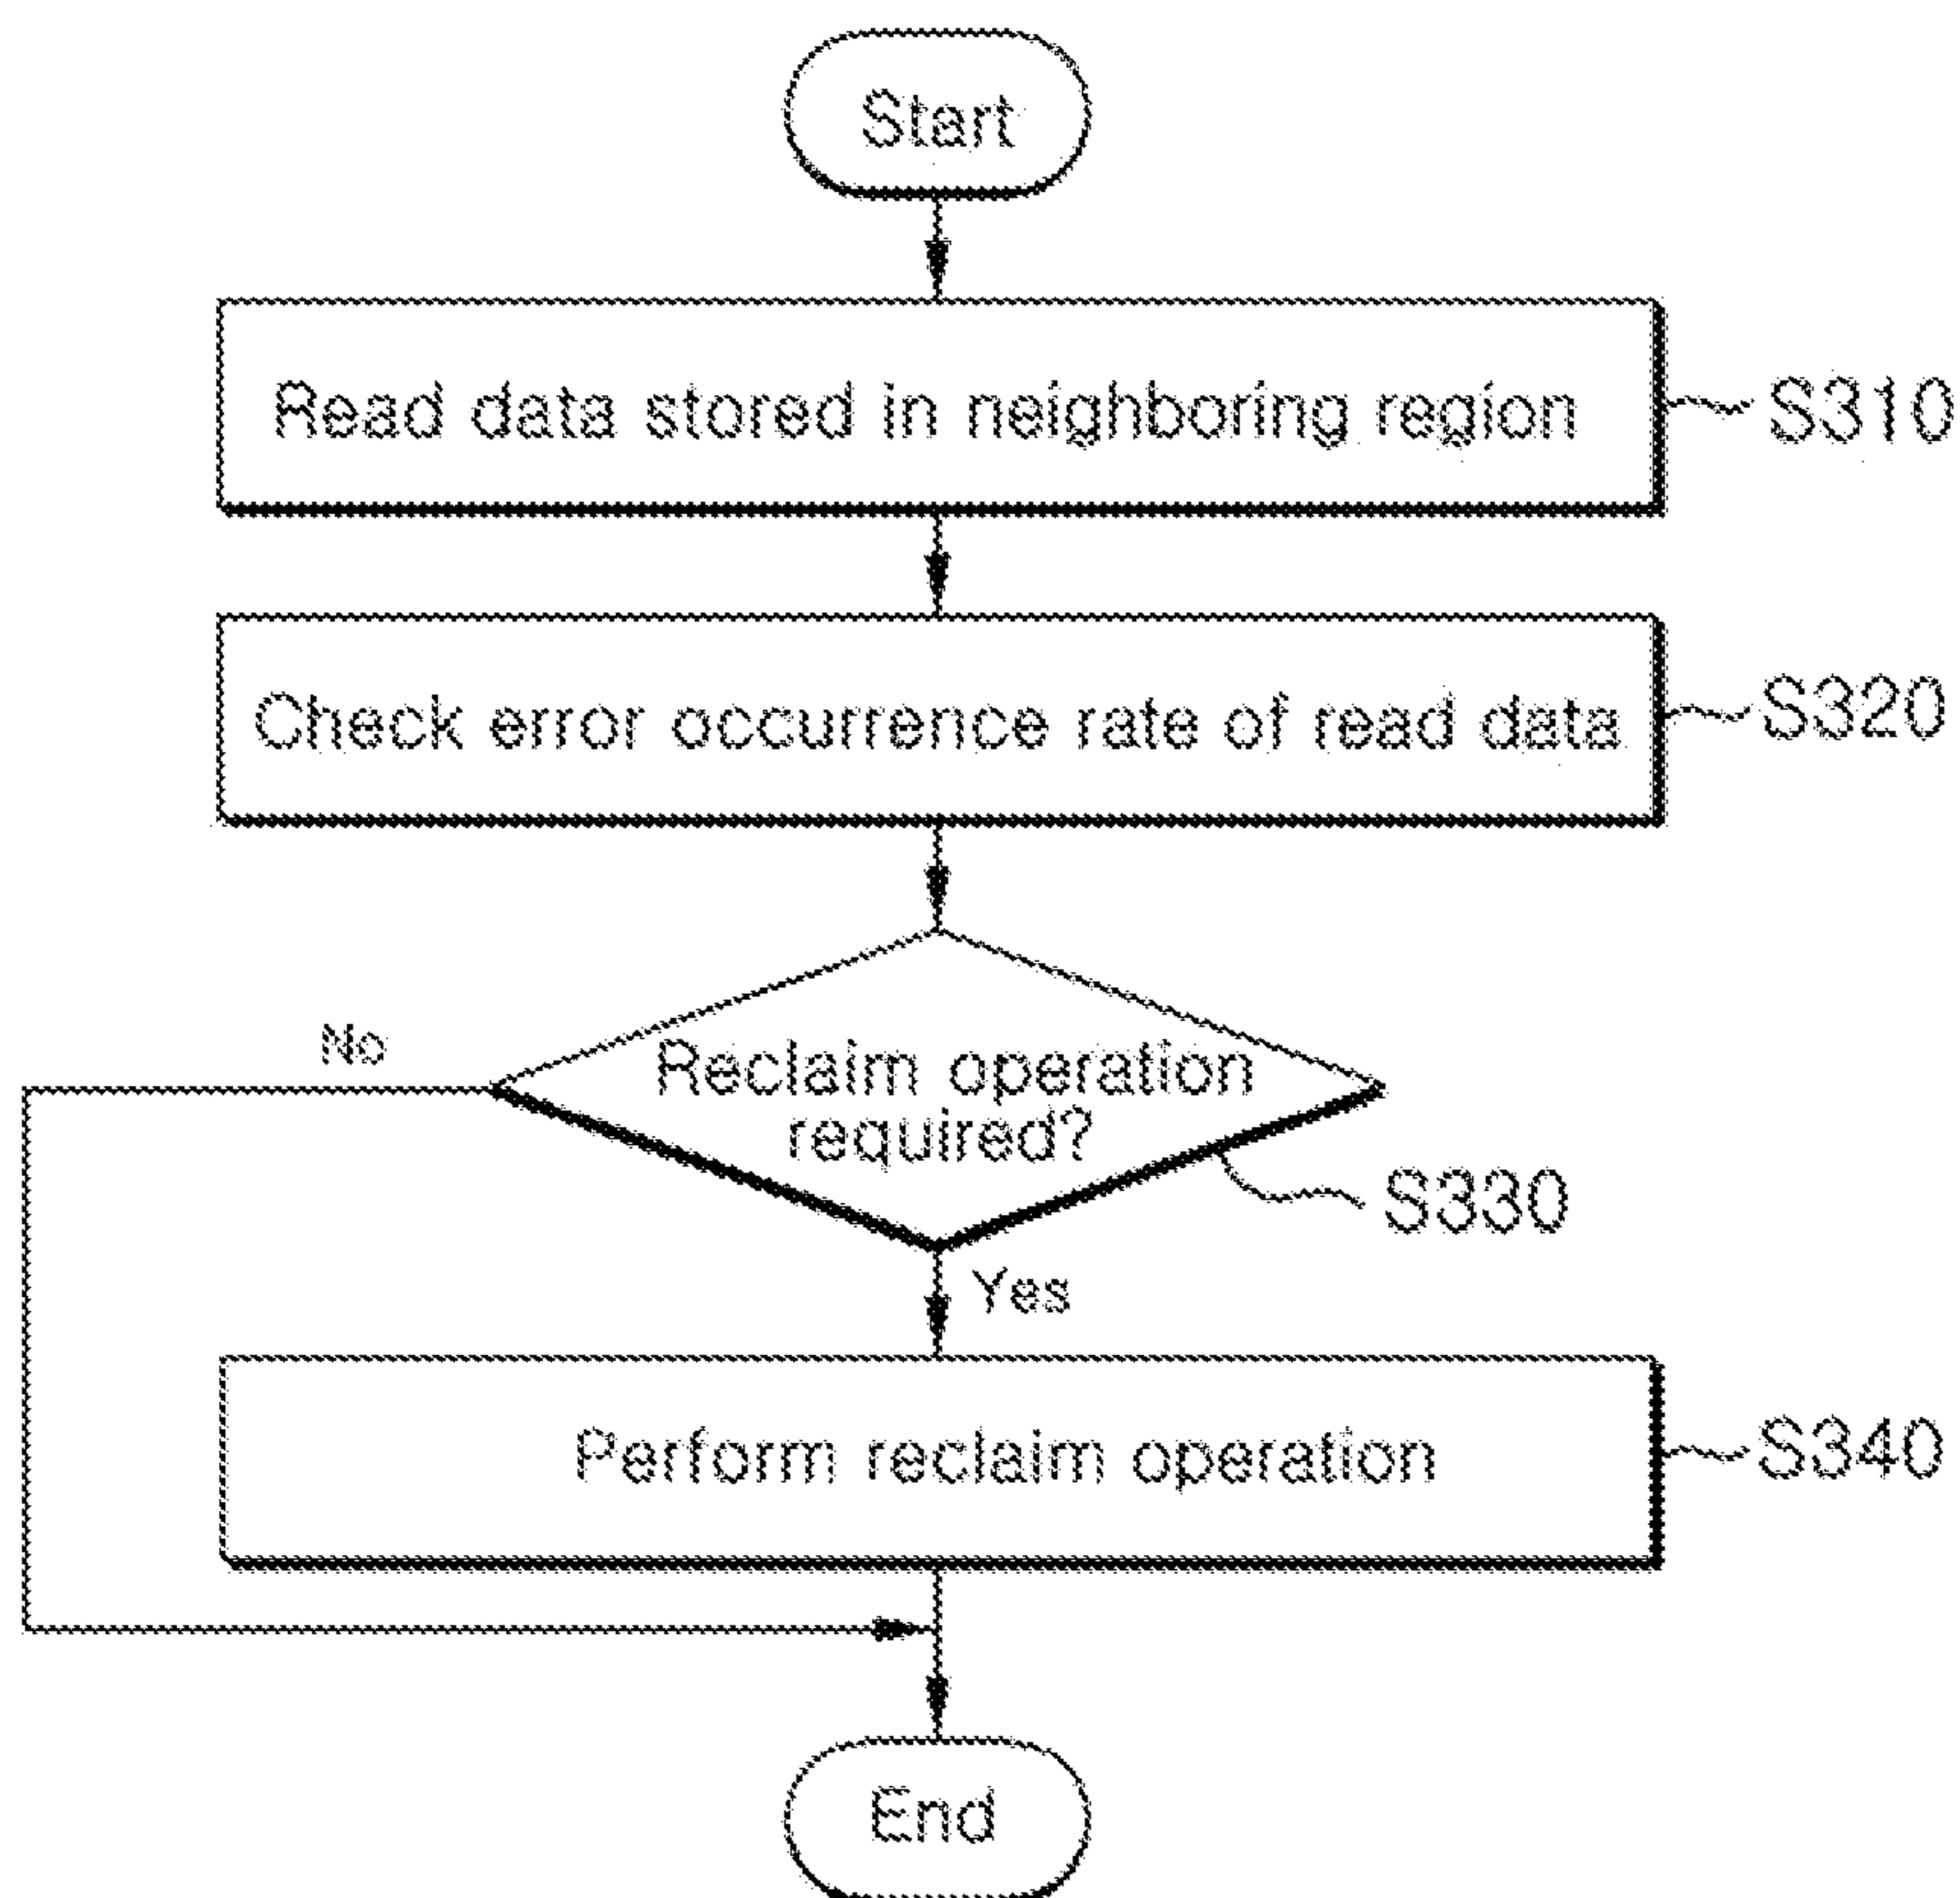 Start
Read data stored in neighboring region
S310
Check error occurrence rate of read data
S320
No
Reclaim operation
required?
S330
Yes
Perform reclaim operation
S340
End